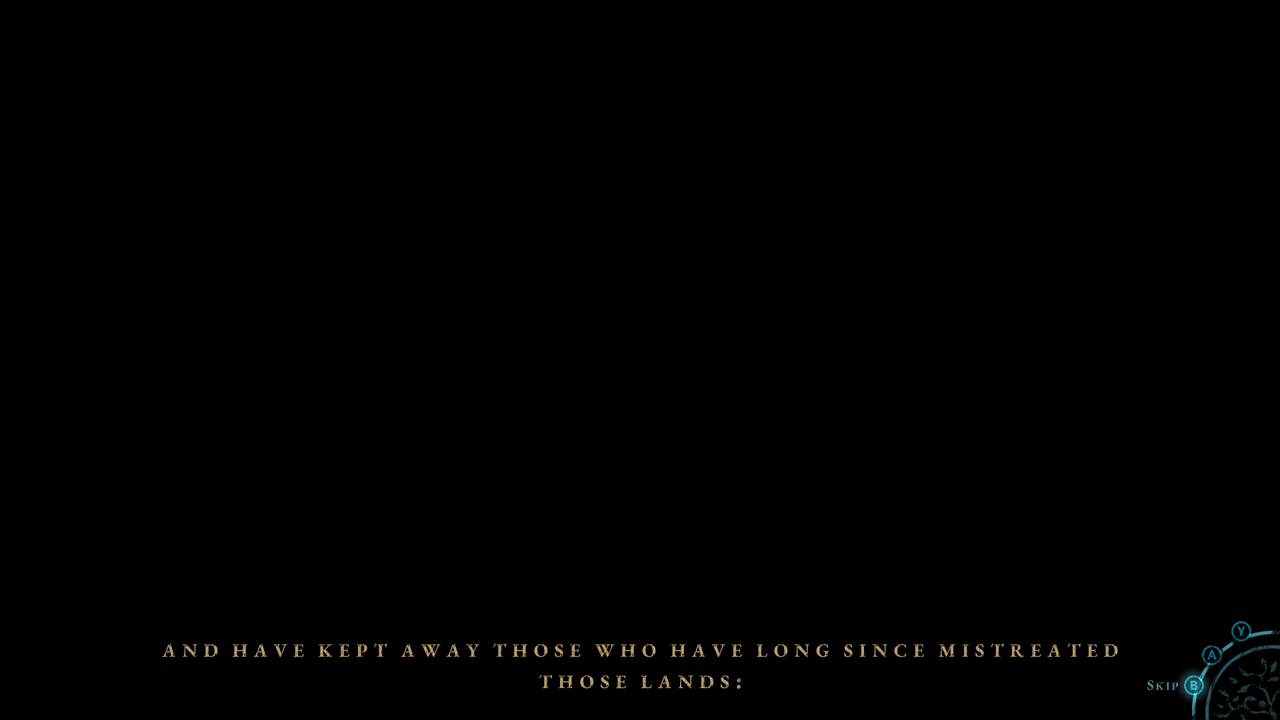 AND HAVE KEPT AWAY THOSE WHO HAVE LONG SINCE MISTREATED
THOSE LANDS:
Y
A
SKIP B